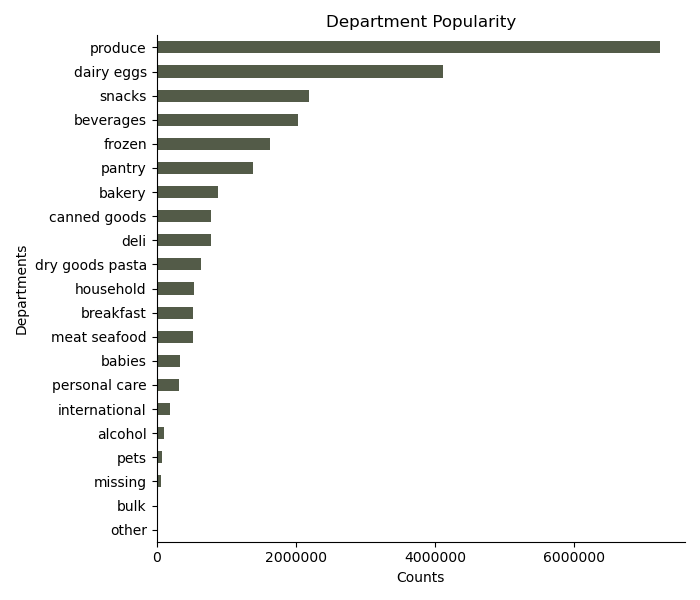 Department Popularity
Departments
produce
dairy eggs
snacks
beverages
frozen
pantry
bakery
canned goods
deli
dry goods pasta
household
breakfast
meat seafood
babies
personal care
international
alcohol
pets
missing
bulk
other
0 2000000 4000000 6000000
Counts